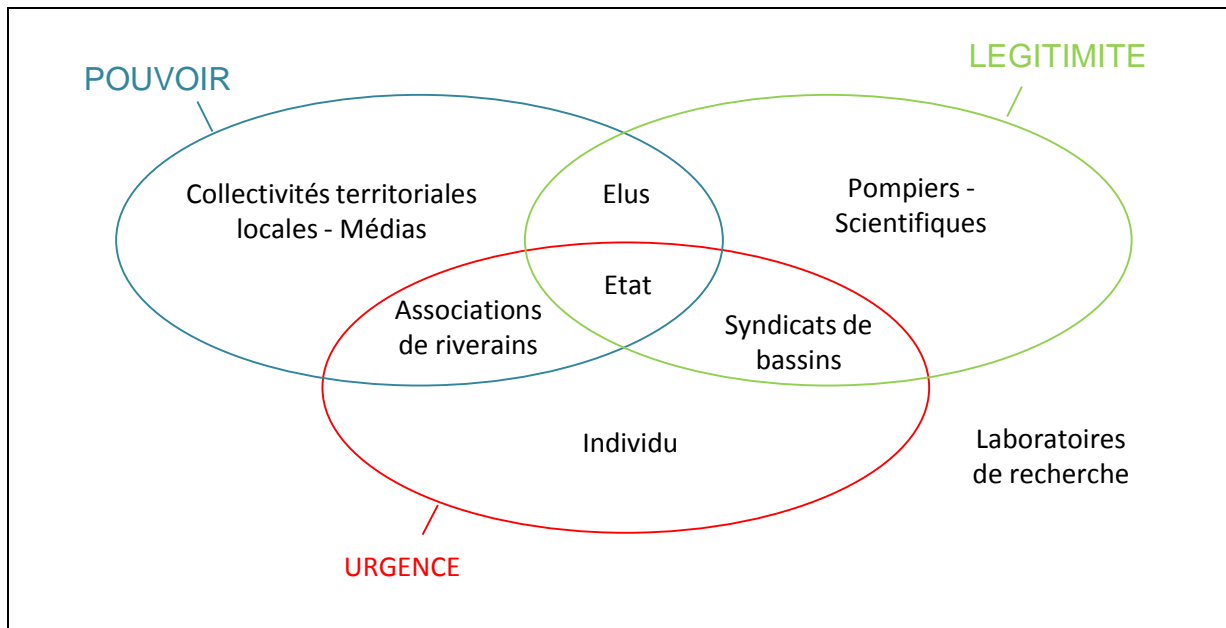 LEGITIMITE
POUVOIR
Collectivités territoriales
locales - Médias
Elus
Pompiers -
Scientifiques
Etat
Associations
de riverains
Syndicats de
bassins
Individu
Laboratoires
de recherche
URGENCE